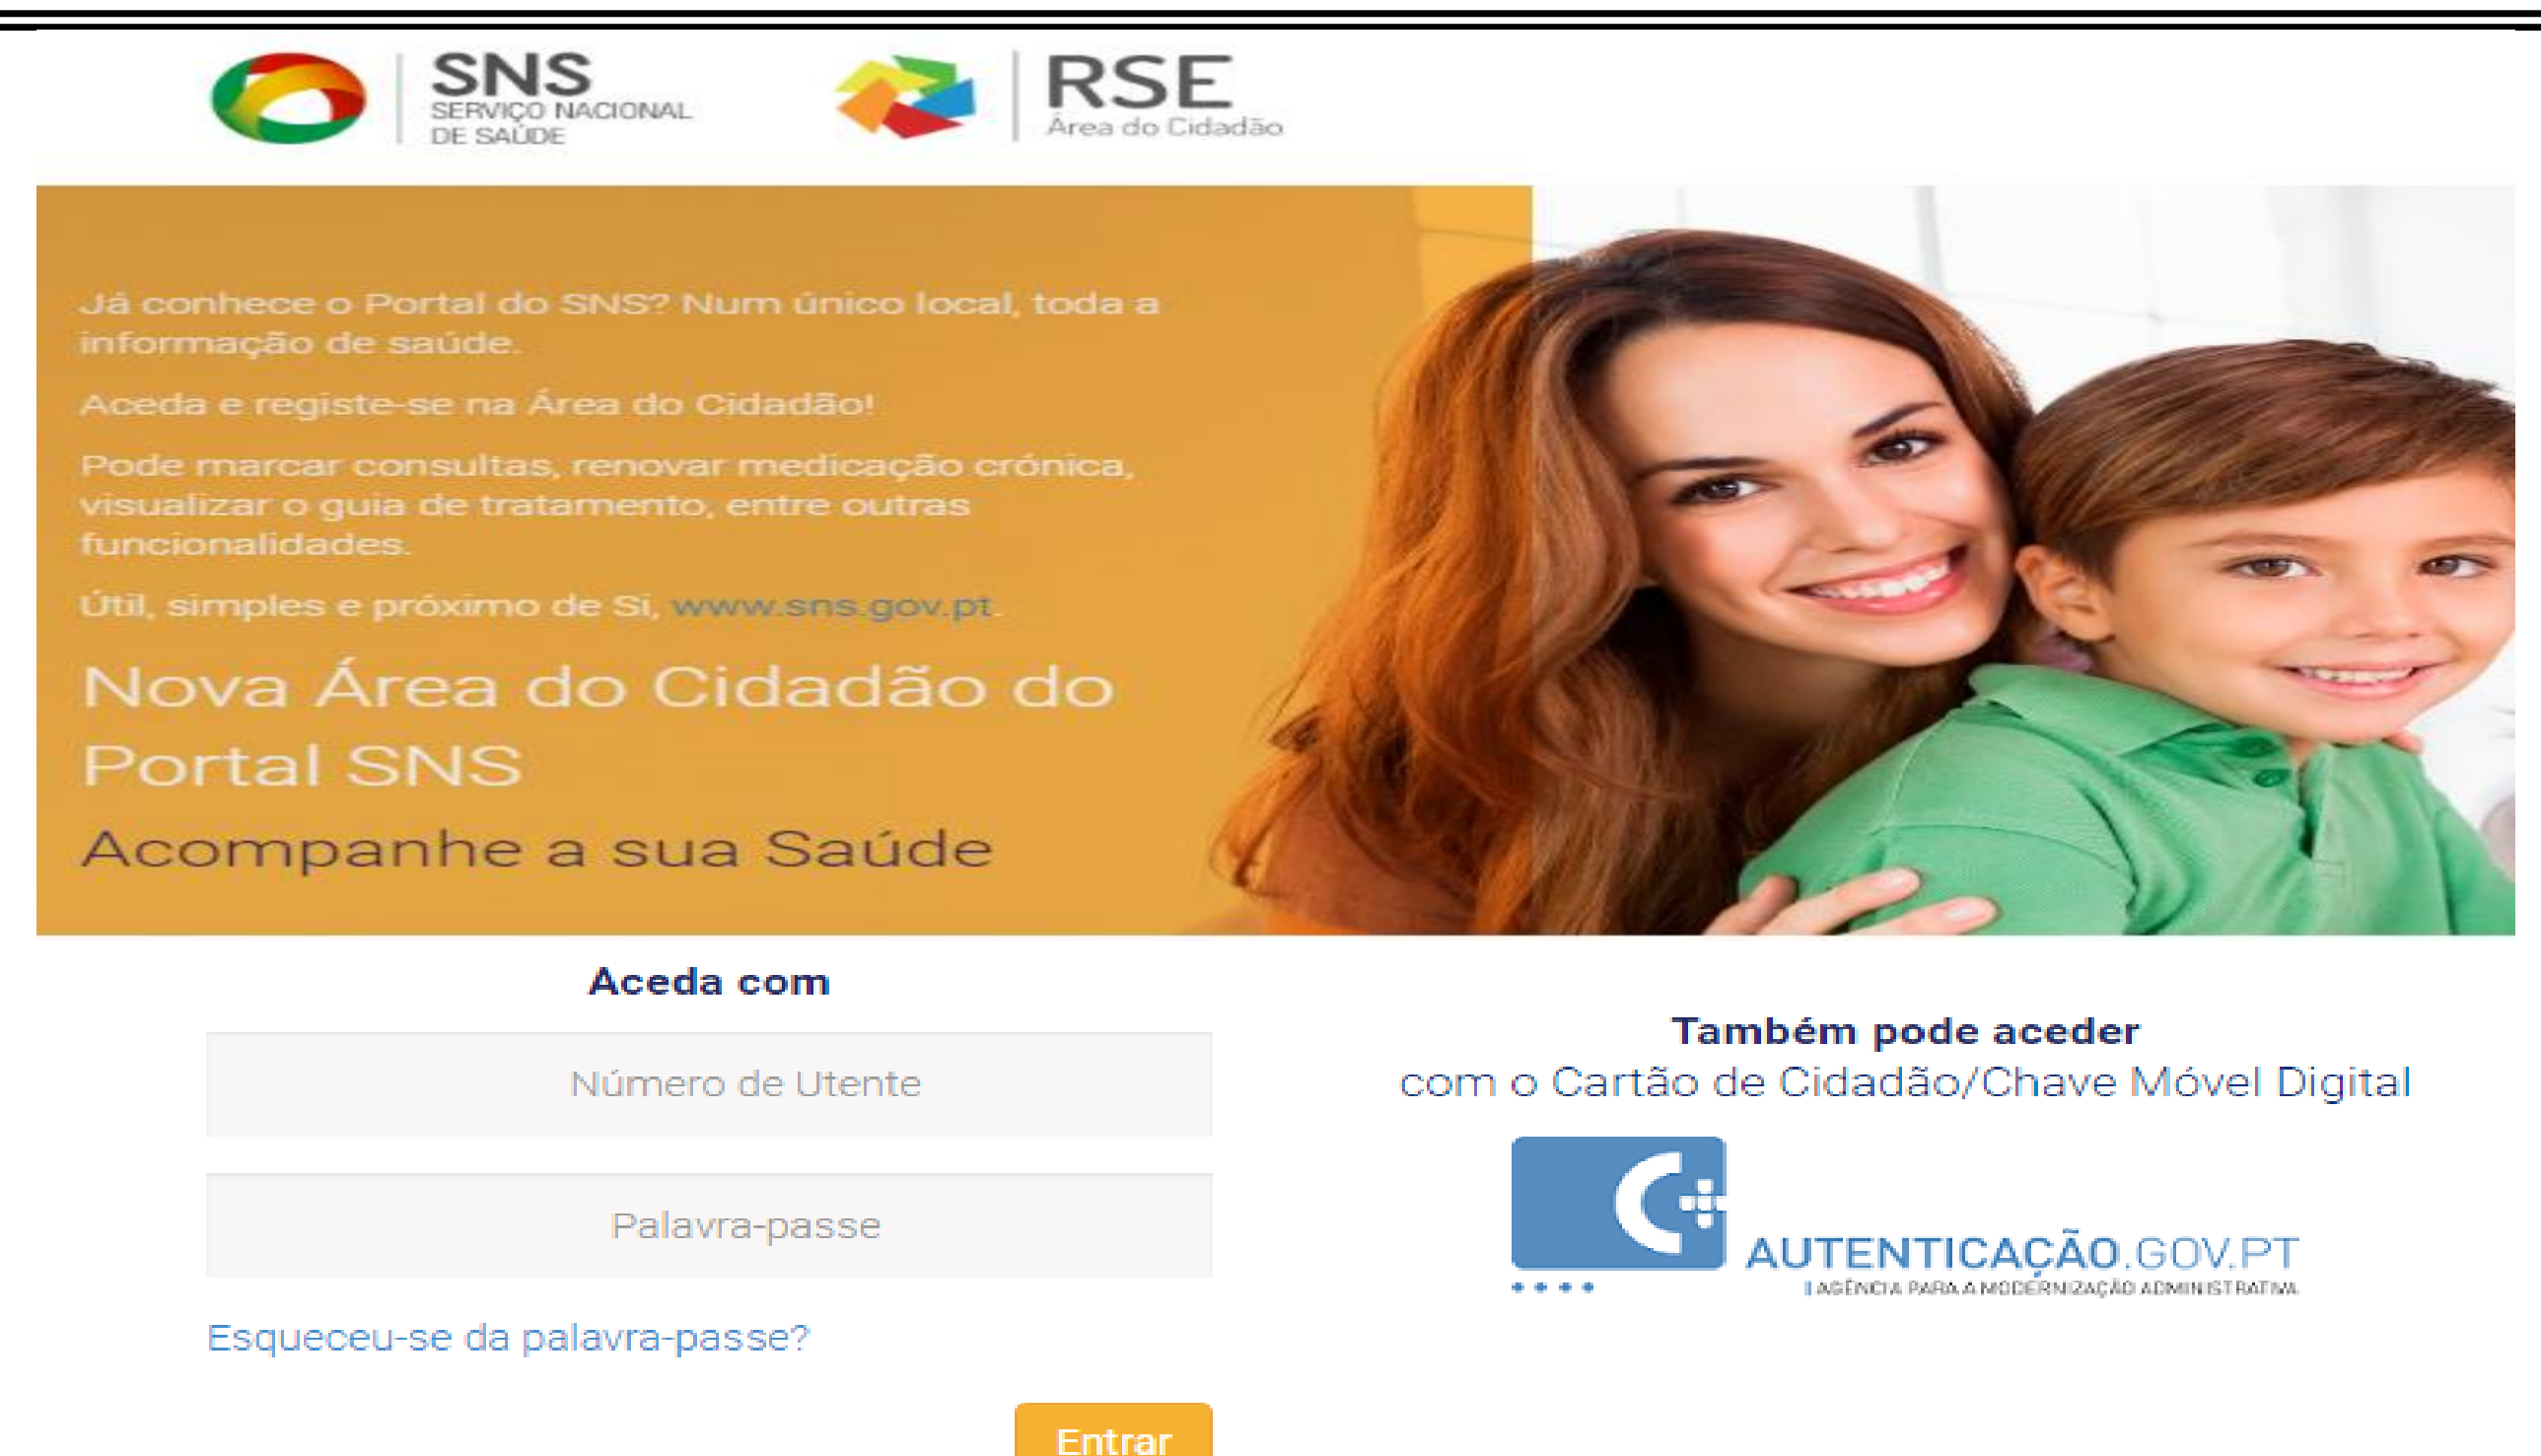 SNS
SERVIÇO NACIONAL
DE SAÚDE
RSE
Área do Cidadão
Já conhece o Portal do SNS? Num único local, toda a
informação de saúde.
Aceda e registe-se na Área do Cidadão!
Pode marcar consultas, renovar medicação crónica,
visualizar o guia de tratamento, entre outras
funcionalidades.
Útil, simples e próximo de Si, www.sns.gov.pt.
Nova Área do Cidadão do
Portal SNS
Acompanhe a sua Saúde
Aceda com
Número de Utente
Palavra-passe
Esqueceu-se da palavra-passe?
Entrar
Também pode aceder
com o Cartão de Cidadão/Chave Móvel Digital
AUTENTICAÇÃO.GOV.PT
AGÊNCIA PARA A MODERNIZAÇÃO ADMINISTRATIVA